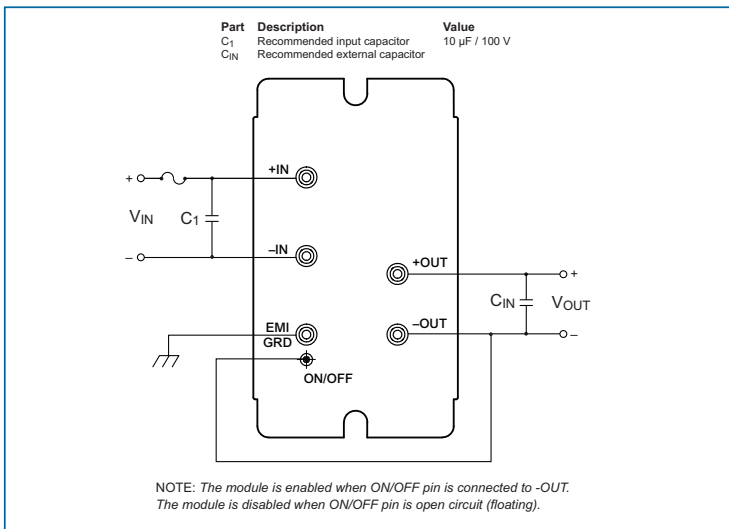 Part Description Value
C1 Recommended input capacitor 10 µF / 100 V
CIN Recommended external capacitor
+IN
+
VIN
C1
–IN
–
+OUT
+
CIN
VOUT
EMI
GRD
–OUT
–
ON/OFF
NOTE: The module is enabled when ON/OFF pin is connected to -OUT.
The module is disabled when ON/OFF pin is open circuit (floating).